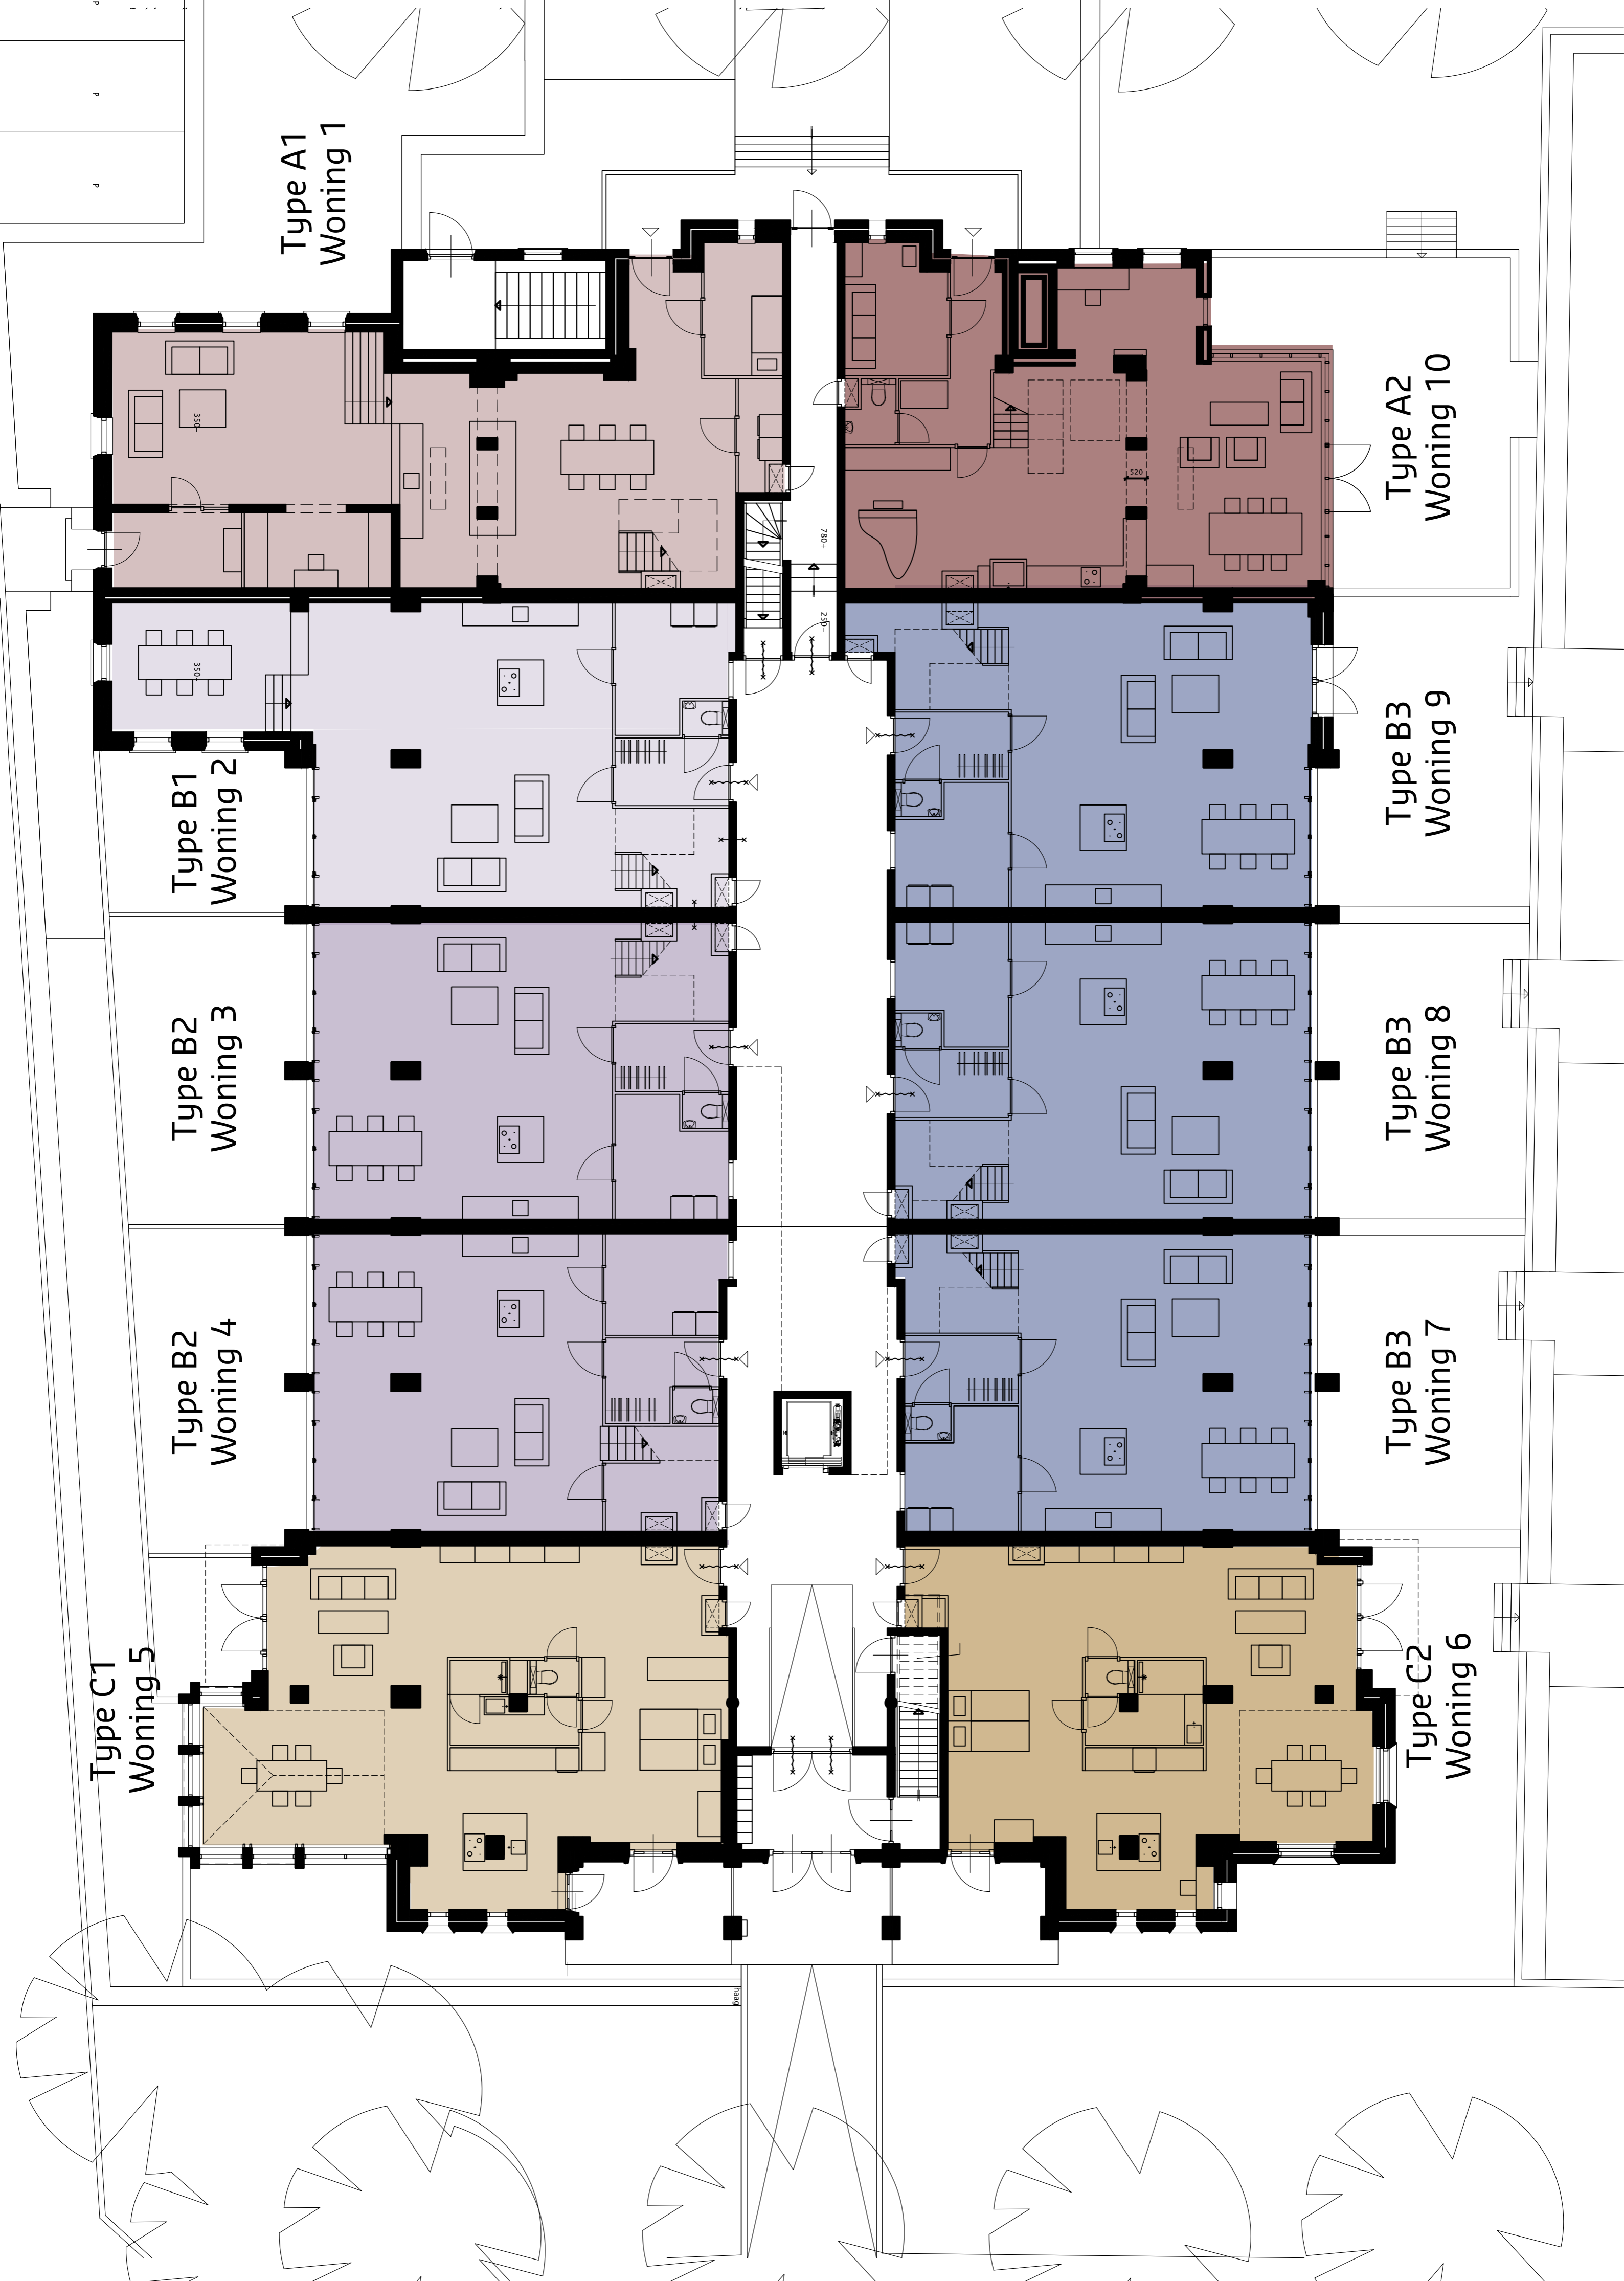 P
P
P
Type A1
Woning 1
350-
Type A2
Woning 10
520
780+
250+
350-
Type B1
Woning 2
Type B3
Woning 9
Type B2
Woning 3
Type B3
Woning 8
Type B2
Woning 4
Type B3
Woning 7
Type C1
Woning 5
Type C2
Woning 6
haag